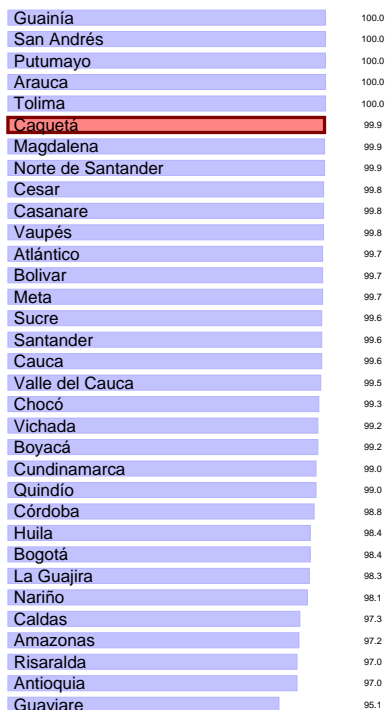 Guainía 100.0
San Andrés 100.0
Putumayo 100.0
Arauca 100.0
Tolima 100.0
Caquetá 99.9
Magdalena 99.9
Norte de Santander 99.9
Cesar 99.8
Casanare 99.8
Vaupés 99.8
Atlántico 99.7
Bolivar 99.7
Meta 99.7
Sucre 99.6
Santander 99.6
Cauca 99.6
Valle del Cauca 99.5
Chocó 99.3
Vichada 99.2
Boyacá 99.2
Cundinamarca 99.0
Quindío 99.0
Córdoba 98.8
Huila 98.4
Bogotá 98.4
La Guajira 98.3
Nariño 98.1
Caldas 97.3
Amazonas 97.2
Risaralda 97.0
Antioquia 97.0
Guaviare 95.1